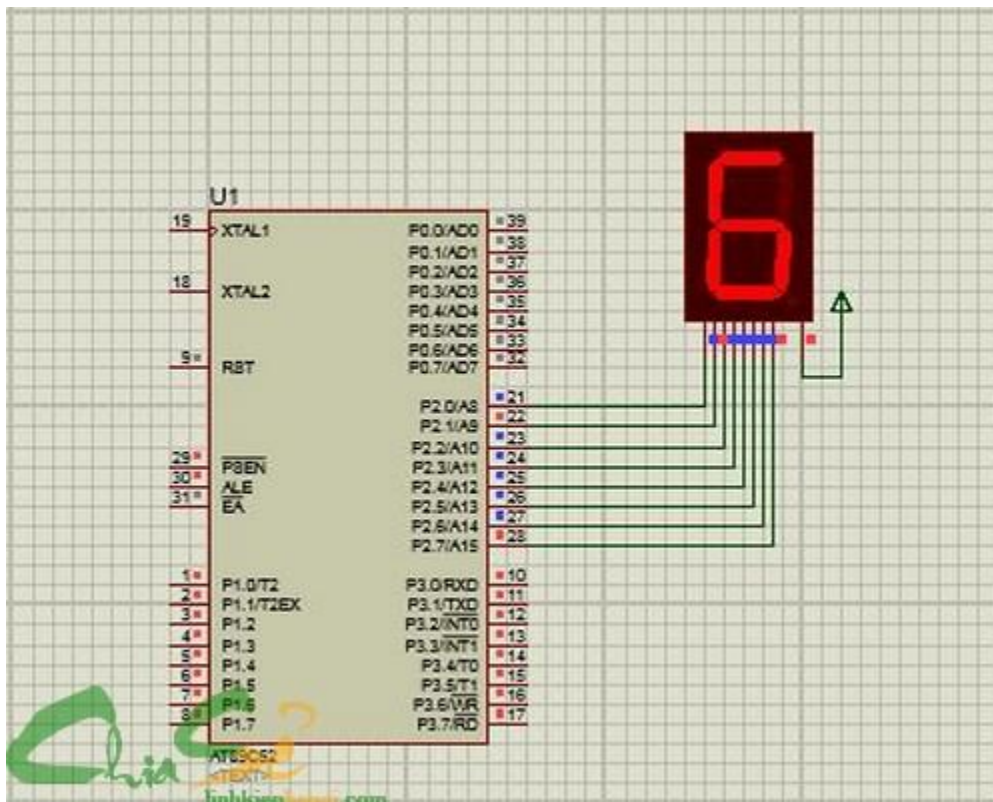 6
U1
19
XTAL1
18
XTAL2
9
RST
29
PSEN
30
ALE
31
EA
1
P1.0/T2
2
P1.1/T2EX
3
P1.2
4
P1.3
5
P1.4
6
P1.5
7
P1.6
8
P1.7
P0.0/AD0
39
P0.1/AD1
38
P0.2/AD2
37
P0.3/AD3
36
P0.4/AD4
35
P0.5/AD5
34
P0.6/AD6
33
P0.7/AD7
32
P2.0/A8
21
P2.1/A9
22
P2.2/A10
23
P2.3/A11
24
P2.4/A12
25
P2.5/A13
26
P2.6/A14
27
P2.7/A15
28
P3.0/RXD
10
P3.1/TXD
11
P3.2/INT0
12
P3.3/INT1
13
P3.4/T0
14
P3.5/T1
15
P3.6/WR
16
P3.7/RD
17
AT89C52
<TEXT>
Chia